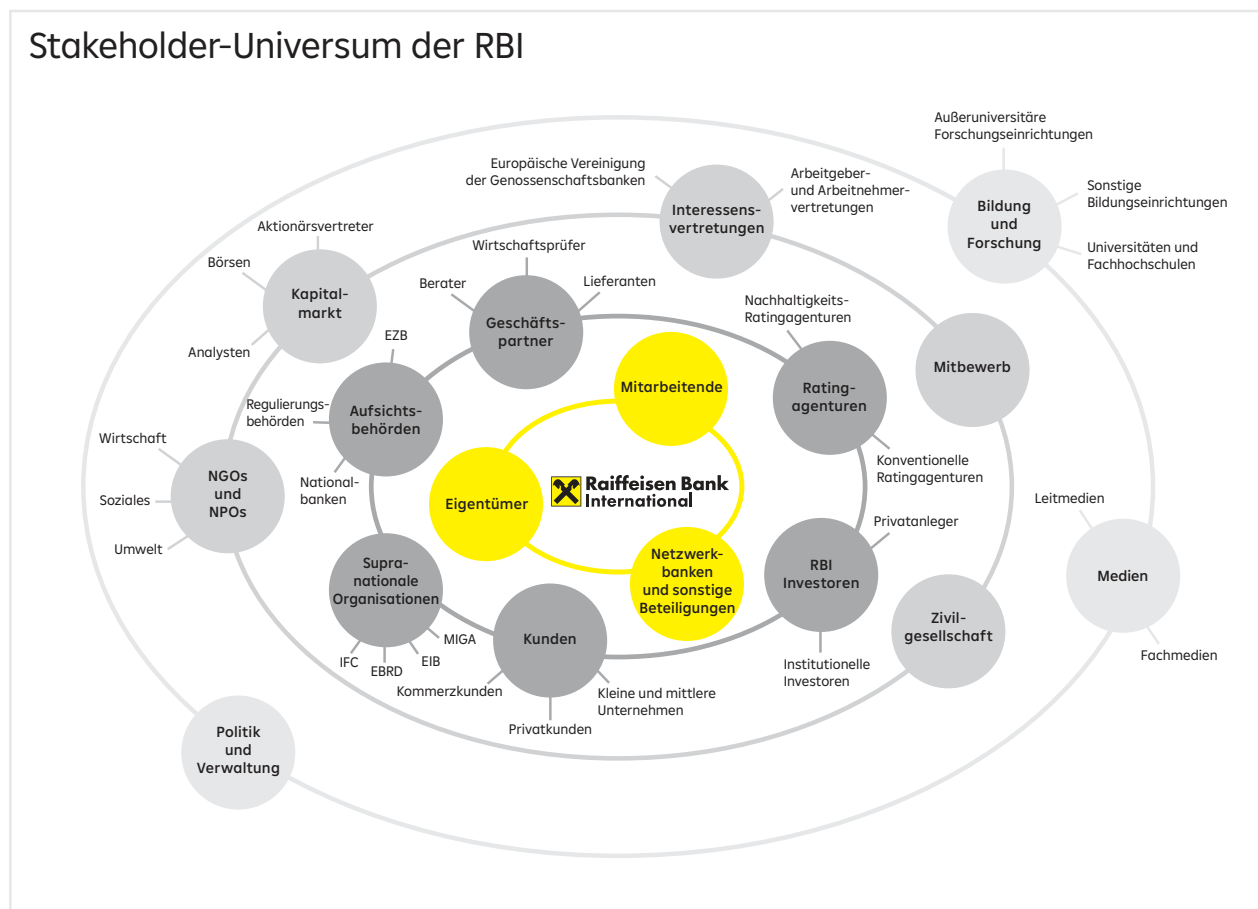 Stakeholder-Universum der RBI
Außeruniversitäre
Forschungseinrichtungen
Sonstige
Bildungseinrichtungen
Bildung
und
Forschung
Universitäten und
Fachhochschulen
Europäische Vereinigung
der Genossenschaftsbanken
Arbeitgeber-
und Arbeitnehmer-
vertretungen
Interessens-
vertretungen
Aktionärsvertreter
Börsen
Kapital-
markt
Analysten
Wirtschaftsprüfer
Berater
Lieferanten
Geschäfts-
partner
Nachhaltigkeits-
Ratingagenturen
Rating-
agenturen
Konventionelle
Ratingagenturen
Mitbewerb
EZB
Regulierungs-
behörden
Aufsichts-
behörden
National-
banken
Mitarbeitende
Eigentümer
Raiffeisen Bank
International
Netzwerk-
banken
und sonstige
Beteiligungen
Wirtschaft
Soziales
Umwelt
NGOs
und
NPOs
Privatanleger
RBI
Investoren
Institutionelle
Investoren
Leitmedien
Medien
Fachmedien
Supra-
nationale
Organisationen
IFC
EBRD
EIB
MIGA
Kunden
Kommerzkunden
Privatkunden
Kleine und mittlere
Unternehmen
Zivil-
gesellschaft
Politik
und
Verwaltung